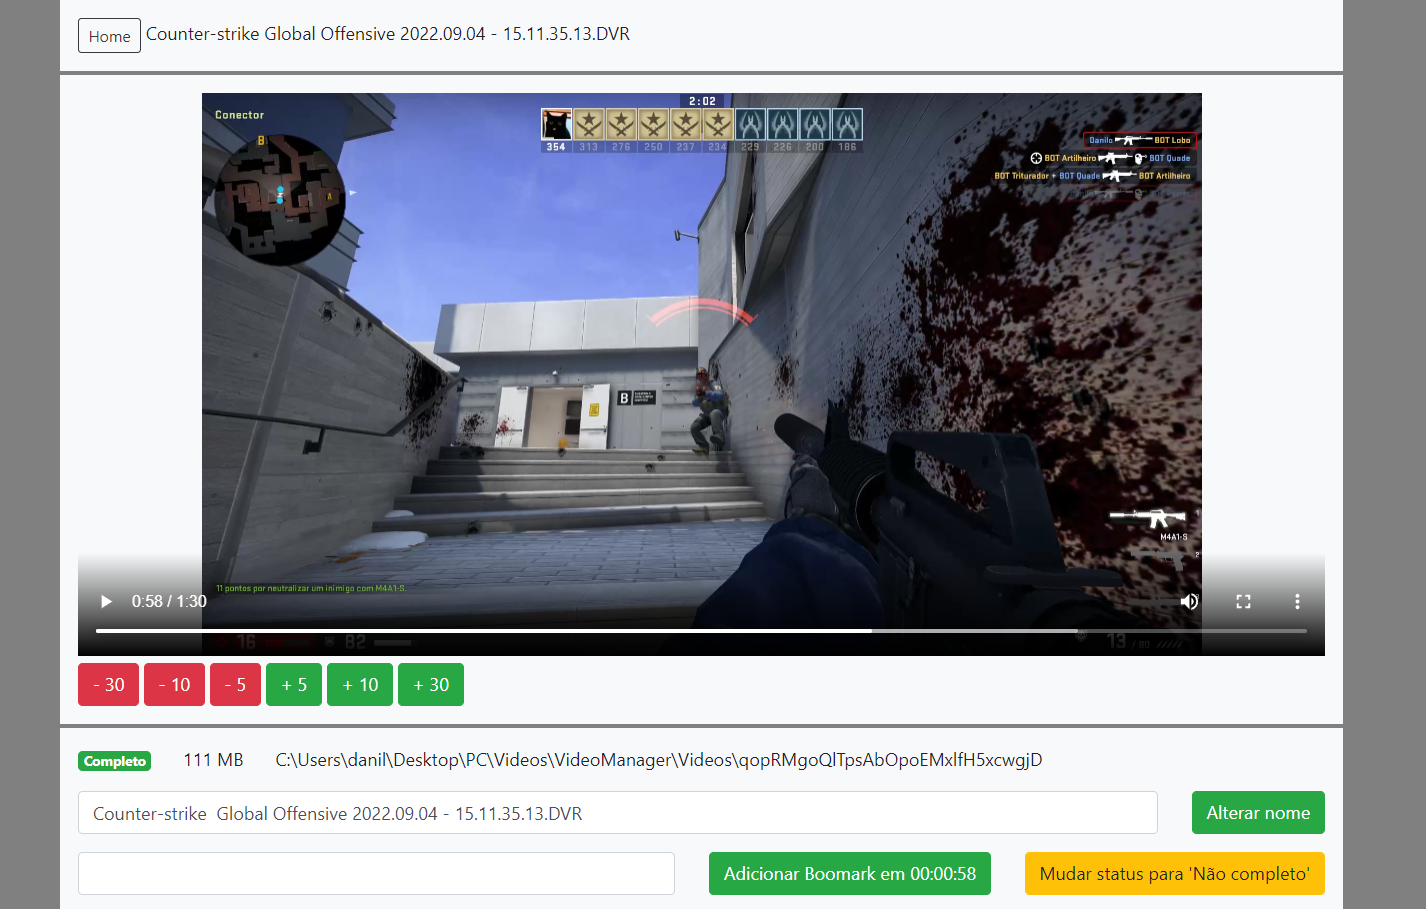 Home Counter-strike Global Offensive 2022.09.04 - 15.11.35.13.DVR
2:02
Conector
B
A
354 313 276 250 237 234 229 226 200 186
Danilo BOT Lobo
BOT Artilheiro BOT Quade
BOT Triturador + BOT Quade BOT Artilheiro
B
M4A1-S
2
11 pontos por neutralizar um inimigo com M4A1-S.
0:58 / 1:30
16 82 13 / 80
- 30 - 10 - 5 + 5 + 10 + 30
Completo 111 MB C:\Users\danil\Desktop\PC\Videos\VideoManager\Videos\qopRMgoQlTpsAbOpoEMxlfH5xcwgjD
Counter-strike  Global Offensive 2022.09.04 - 15.11.35.13.DVR Alterar nome
Adicionar Boomark em 00:00:58 Mudar status para 'Não completo'